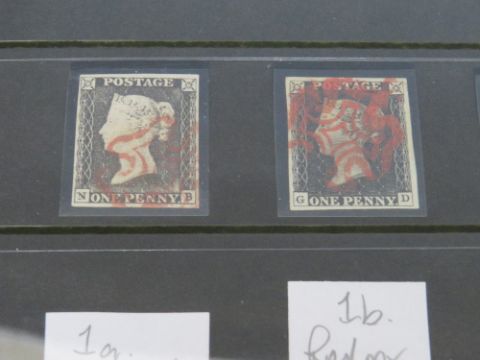 POSTAGE
N ONE PENNY B
POSTAGE
G ONE PENNY D
1a.
1b.